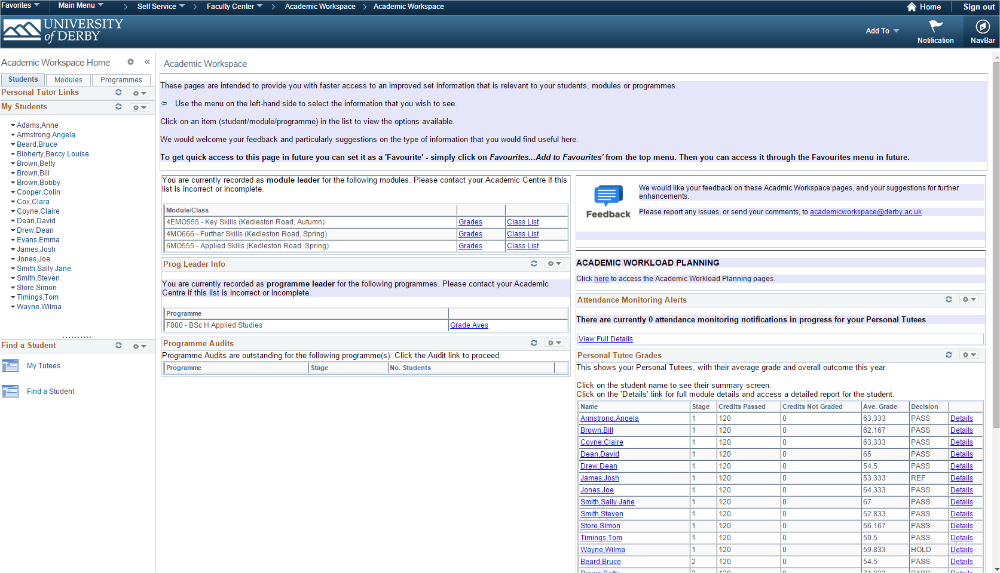 Favorites
Main Menu
Self Service
Faculty Center
Academic Workspace
Academic Workspace
Home
Sign out
UNIVERSITY
of DERBY
Add To
Notification
NavBar
Academic Workspace Home
«
Students
Modules
Programmes
Personal Tutor Links
My Students
Adams,Anne
Armstrong,Angela
Beard,Bruce
Bloherty,Beccy Louise
Brown,Betty
Brown,Bill
Brown,Bobby
Cooper,Colin
Cox,Clara
Coyne,Claire
Dean,David
Drew,Dean
Evans,Emma
James,Josh
Jones,Joe
Smith,Sally Jane
Smith,Steven
Store,Simon
Timings,Tom
Wayne,Wilma
Find a Student
My Tutees
Find a Student
Academic Workspace
These pages are intended to provide you with faster access to an improved set information that is relevant to your students, modules or programmes.
⇦ Use the menu on the left-hand side to select the information that you wish to see.
Click on an item (student/module/programme) in the list to view the options available.
We would welcome your feedback and particularly suggestions on the type of information that you would find useful here.
To get quick access to this page in future you can set it as a 'Favourite' - simply click on Favourites...Add to Favourites' from the top menu. Then you can access it through the Favourites menu in future.
You are currently recorded as module leader for the following modules. Please contact your Academic Centre if this
list is incorrect or incomplete.
Module/Class
4EMO555 - Key Skills (Kedleston Road, Autumn) Grades Class List
4MO666 - Further Skills (Kedleston Road, Spring) Grades Class List
6MO555 - Applied Skills (Kedleston Road, Spring) Grades Class List
Prog Leader Info
You are currently recorded as programme leader for the following programmes. Please contact your Academic
Centre if this list is incorrect or incomplete.
Programme
F800 - BSc H Applied Studies Grade Aves
Programme Audits
Programme Audits are outstanding for the following programme(s). Click the Audit link to proceed:
Programme Stage No. Students
Feedback
We would like your feedback on these Acadmic Workspace pages, and your suggestions for further
enhancements.
Please report any issues, or send your comments, to academicworkspace@derby.ac.uk
ACADEMIC WORKLOAD PLANNING
Click here to access the Academic Workload Planning pages.
Attendance Monitoring Alerts
There are currently 0 attendance monitoring notifications in progress for your Personal Tutees
View Full Details
Personal Tutee Grades
This shows your Personal Tutees, with their average grade and overall outcome this year.
Click on the student name to see their summary screen.
Click on the 'Details' link for full module details and access a detailed report for the student.
Name Stage Credits Passed Credits Not Graded Ave. Grade Decision
Armstrong,Angela 1 120 0 63.333 PASS Details
Brown,Bill 1 120 0 62.167 PASS Details
Coyne,Claire 1 120 0 63.333 PASS Details
Dean,David 1 120 0 65 PASS Details
Drew,Dean 1 120 0 54.5 PASS Details
James,Josh 1 120 0 53.333 REF Details
Jones,Joe 1 120 0 64.333 PASS Details
Smith,Sally Jane 1 120 0 67 PASS Details
Smith,Steven 1 120 0 52.833 PASS Details
Store,Simon 1 120 0 56.167 PASS Details
Timings,Tom 1 120 0 59.5 PASS Details
Wayne,Wilma 1 120 0 59.833 HOLD Details
Beard,Bruce 2 120 0 54.5 PASS Details